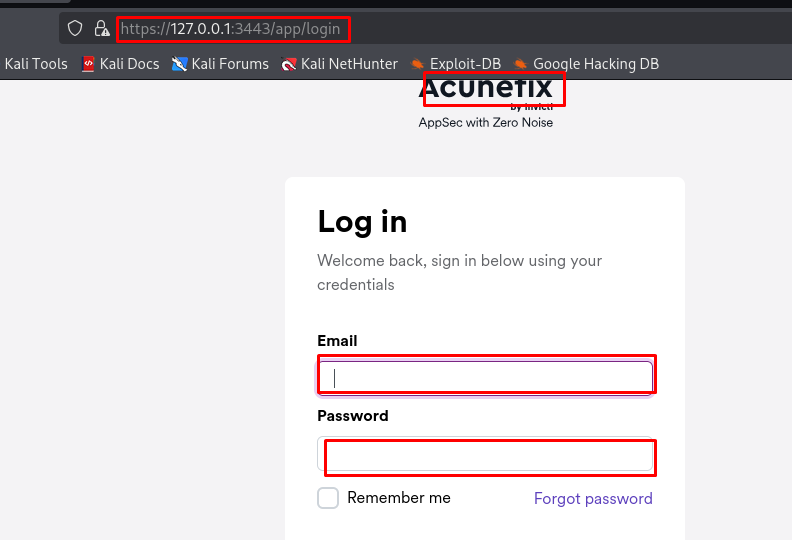 https://127.0.0.1:3443/app/login
Kali Tools Kali Docs Kali Forums Kali NetHunter Exploit-DB Google Hacking DB
Acunetix
by Invicti
AppSec with Zero Noise
Log in
Welcome back, sign in below using your
credentials
Email
Password
Remember me Forgot password